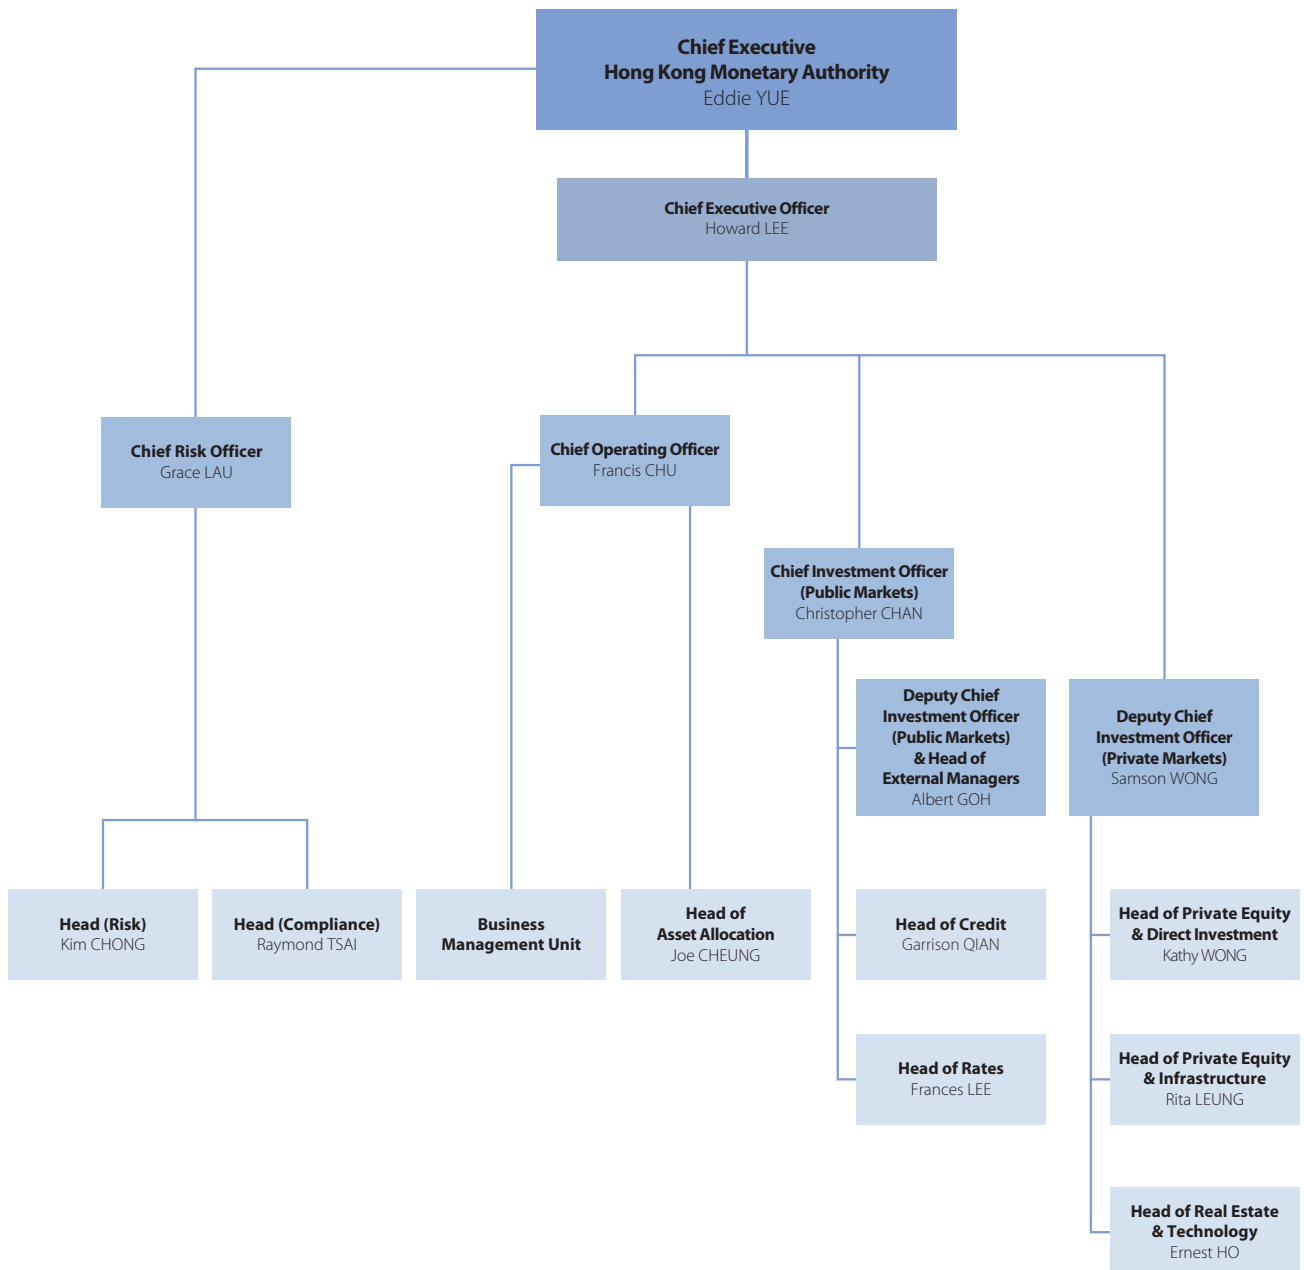 Chief Executive
Hong Kong Monetary Authority
Eddie YUE
Chief Executive Officer
Howard LEE
Chief Risk Officer
Grace LAU
Chief Operating Officer
Francis CHU
Chief Investment Officer
(Public Markets)
Christopher CHAN
Deputy Chief
Investment Officer
(Public Markets)
& Head of
External Managers
Albert GOH
Deputy Chief
Investment Officer
(Private Markets)
Samson WONG
Head (Risk)
Kim CHONG
Head (Compliance)
Raymond TSAI
Business
Management Unit
Head of
Asset Allocation
Joe CHEUNG
Head of Credit
Garrison QIAN
Head of Private Equity
& Direct Investment
Kathy WONG
Head of Rates
Frances LEE
Head of Private Equity
& Infrastructure
Rita LEUNG
Head of Real Estate
& Technology
Ernest HO